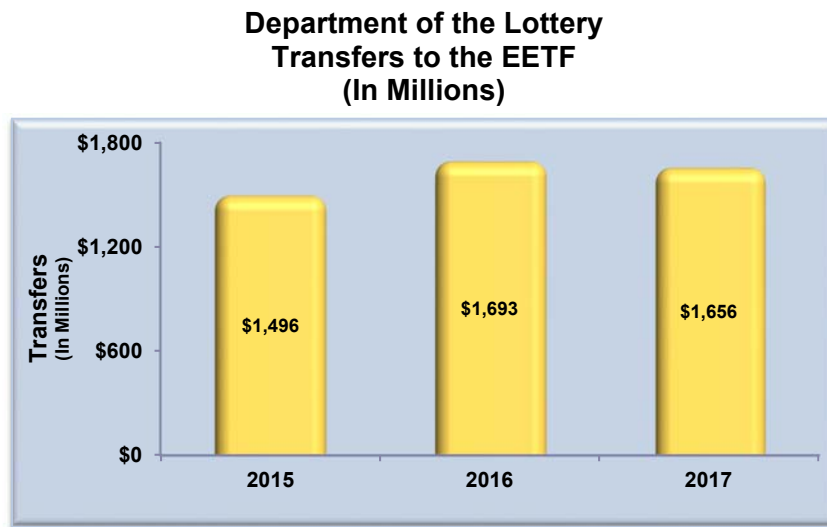 Department of the Lottery
Transfers to the EETF
(In Millions)
$1,800
$1,200
$600
$0
Transfers
(In Millions)
$1,496
$1,693
$1,656
2015
2016
2017